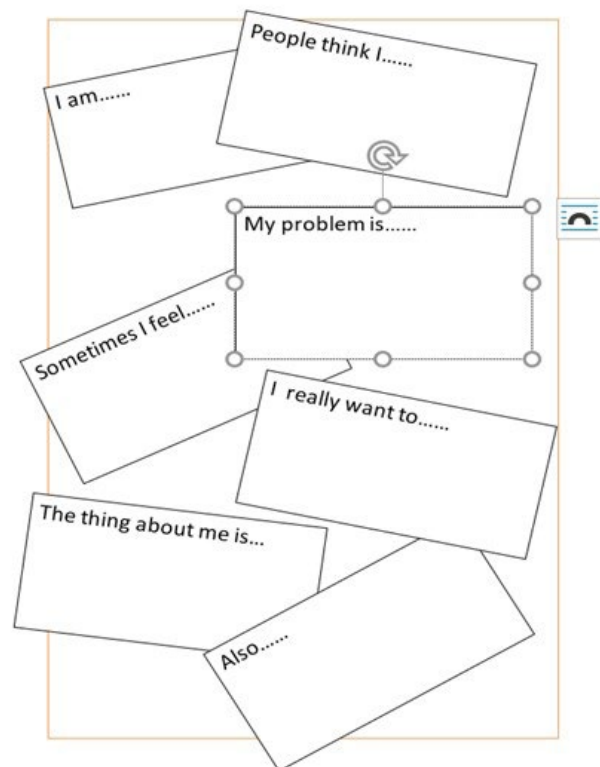 People think I......
I am......
My problem is......
Sometimes I feel......
I really want to......
The thing about me is...
Also......